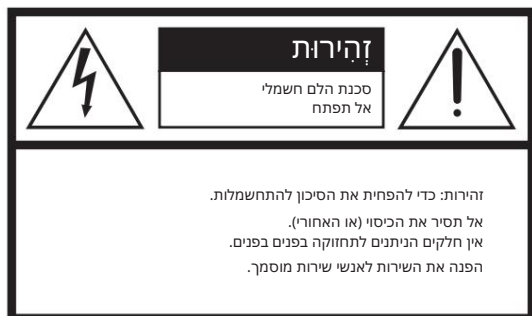 זְהִירוּת
סכנת הלם חשמלי
אל תפתח
זהירות: כדי להפחית את הסיכון להתחשמלות.
אל תסיר את הכיסוי (או האחורי).
אין חלקים הניתנים לתחזוקה בפנים בפנים.
הפנה את השירות לאנשי שירות מוסמך.